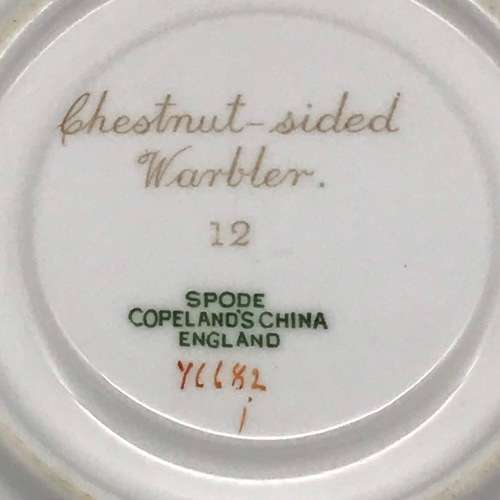 Chestnut-sided
Warbler.
12
SPODE
COPELAND'S CHINA
ENGLAND
Y6682
i